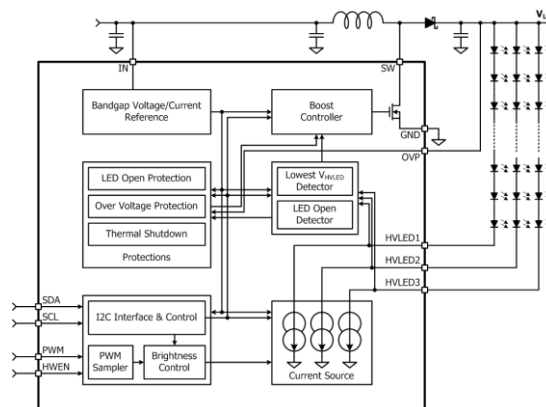 VL
IN
SW
Bandgap Voltage/Current
Reference
Boost
Controller
GND
OVP
LED Open Protection
Over Voltage Protection
Thermal Shutdown
Protections
Lowest VHVLED
Detector
LED Open
Detector
HVLED1
HVLED2
HVLED3
SDA
SCL
PWM
HWEN
I2C Interface & Control
PWM
Sampler
Brightness
Control
Current Source